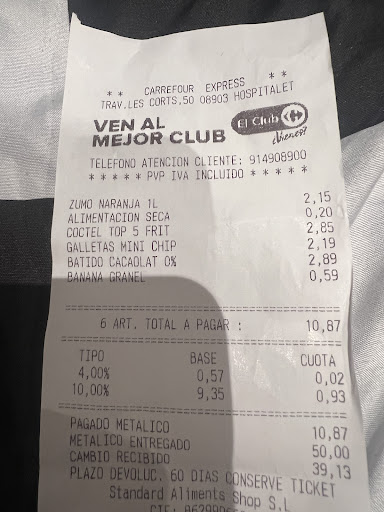 * * CARREFOUR EXPRESS * *
TRAV.LES CORTS,50 08903 HOSPITALET
VEN AL
MEJOR CLUB
El Club
¿Vienes?
TELEFONO ATENCION CLIENTE: 914908900
* * * * * PVP IVA INCLUIDO * * * * *
ZUMO NARANJA 1L 2,15
ALIMENTACION SECA 0,20
COCTEL TOP 5 FRIT 2,85
GALLETAS MINI CHIP 2,19
BATIDO CACAOLAT 0% 2,89
BANANA GRANEL 0,59
6 ART. TOTAL A PAGAR : 10,87
TIPO BASE CUOTA
4,00% 0,57 0,02
10,00% 9,35 0,93
PAGADO METALICO 10,87
METALICO ENTREGADO 50,00
CAMBIO RECIBIDO 39,13
PLAZO DEVOLUC. 60 DIAS CONSERVE TICKET
Standard Aliments Shop S.L